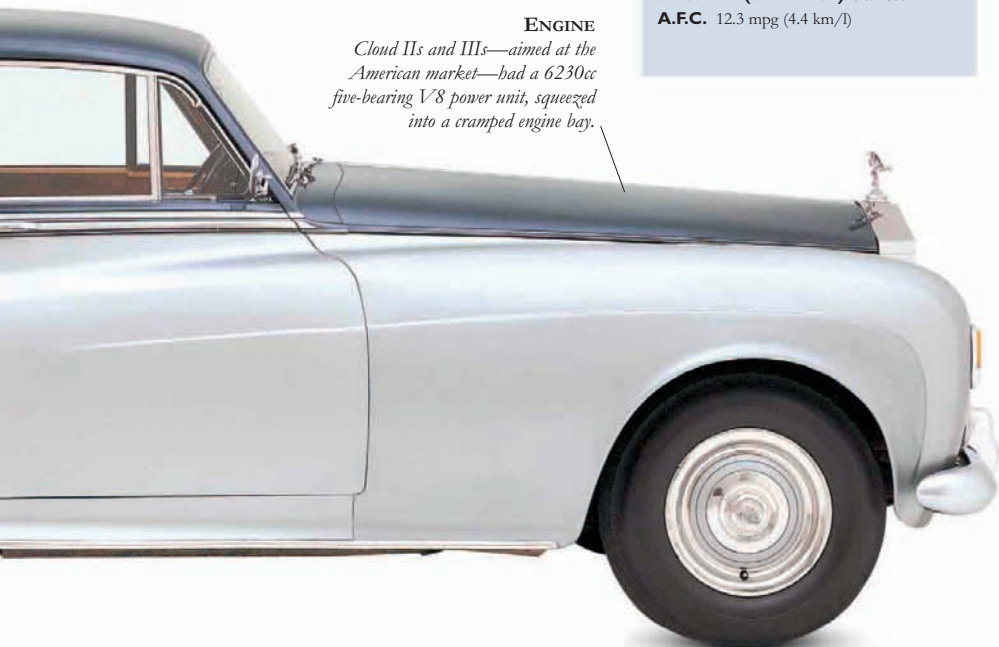 ENGINE
Cloud IIs and IIIs—aimed at the
American market—had a 6230cc
five-bearing V8 power unit, squeezed
into a cramped engine bay.
A.F.C. 12.3 mpg (4.4 km/l)